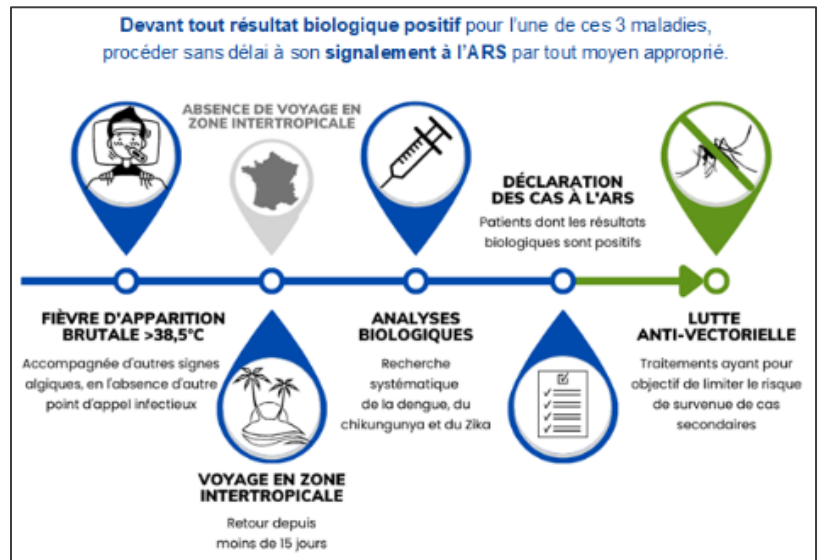 Devant tout résultat biologique positif pour l'une de ces 3 maladies,
procéder sans délai à son signalement à l'ARS par tout moyen approprié.
ABSENCE DE VOYAGE EN
ZONE INTERTROPICALE
DÉCLARATION
DES CAS À L'ARS
Patients dont les résultats
biologiques sont positifs
FIÈVRE D'APPARITION
BRUTALE >38,5°C
Accompagnée d'autres signes
algiques, en l'absence d'autre
point d'appel infectieux
ANALYSES
BIOLOGIQUES
Recherche
systématique
de la dengue, du
chikungunya et du Zika
LUTTE
ANTI-VECTORIELLE
Traitements ayant pour
objectif de limiter le risque
de survenue de cas
secondaires
VOYAGE EN ZONE
INTERTROPICALE
Retour depuis
moins de 15 jours